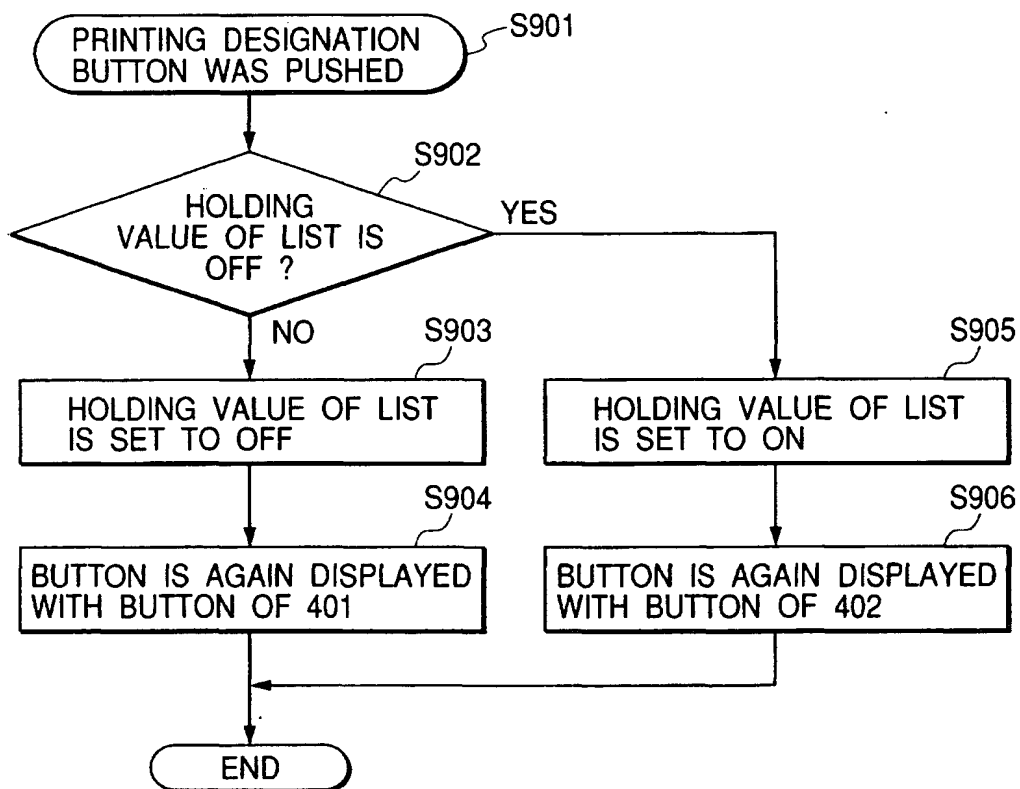 PRINTING DESIGNATION
BUTTON WAS PUSHED
S901
S902
HOLDING
VALUE OF LIST IS
OFF ?
YES
NO
S903
HOLDING VALUE OF LIST
IS SET TO OFF
S905
HOLDING VALUE OF LIST
IS SET TO ON
S904
BUTTON IS AGAIN DISPLAYED
WITH BUTTON OF 401
S906
BUTTON IS AGAIN DISPLAYED
WITH BUTTON OF 402
END